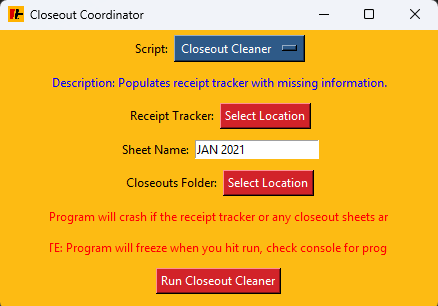 Closeout Coordinator
Script: Closeout Cleaner
Description: Populates receipt tracker with missing information.
Receipt Tracker: Select Location
Sheet Name: JAN 2021
Closeouts Folder: Select Location
Program will crash if the receipt tracker or any closeout sheets ar
TE: Program will freeze when you hit run, check console for prog
Run Closeout Cleaner